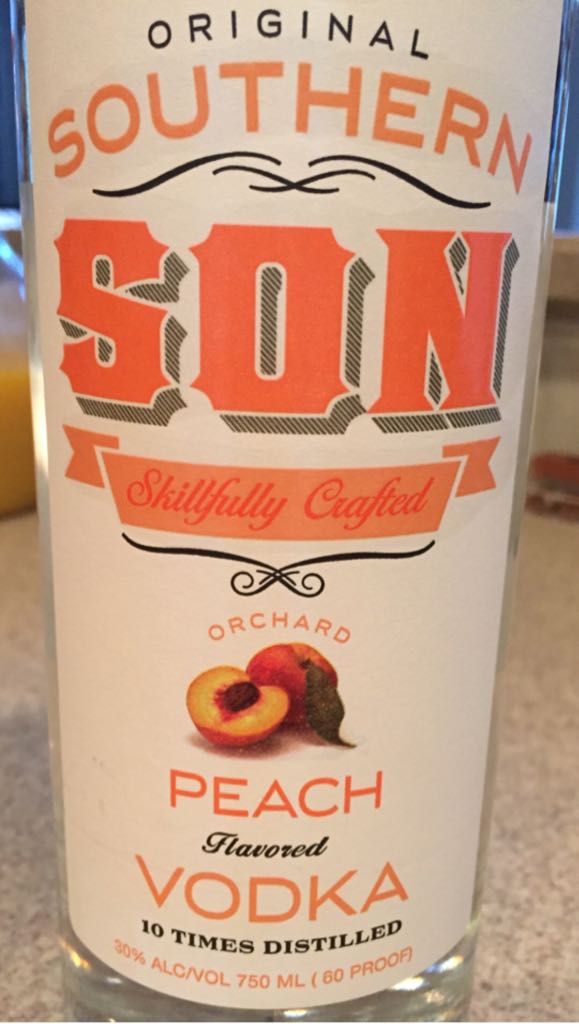 ORIGINAL
SOUTHERN
SON
Skillfully Crafted
ORCHARD
PEACH
Flavored
VODKA
10 TIMES DISTILLED
30% ALC/VOL 750 ML ( 60 PROOF)